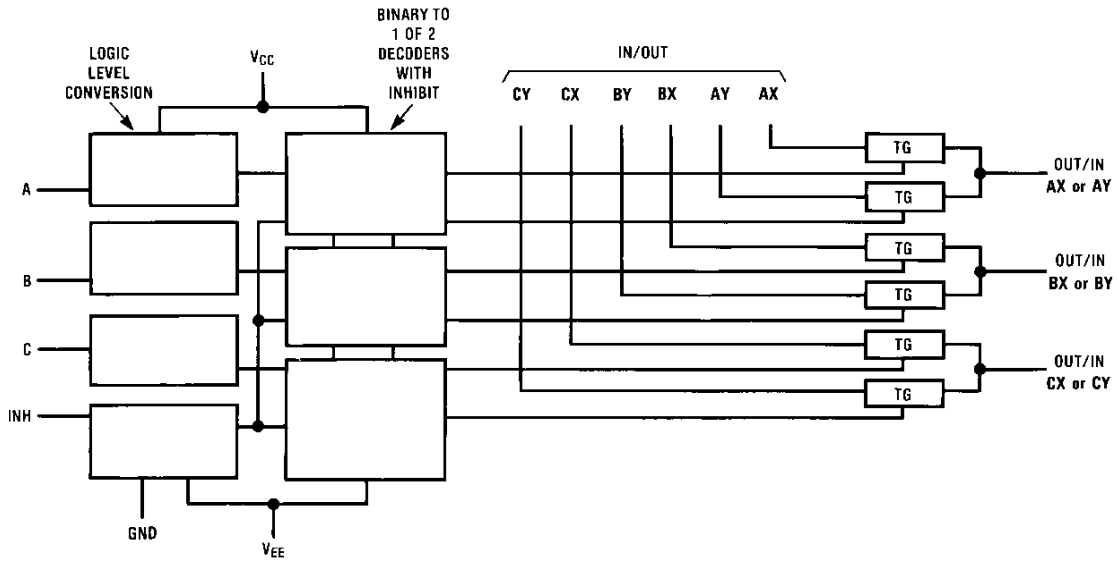 LOGIC
LEVEL
CONVERSION
V_CC
BINARY TO
1 OF 2
DECODERS
WITH
INHIBIT
IN/OUT
CY CX BY BX AY AX
A
B
C
INH
GND
V_EE
TG
TG
TG
TG
TG
TG
OUT/IN
AX or AY
OUT/IN
BX or BY
OUT/IN
CX or CY